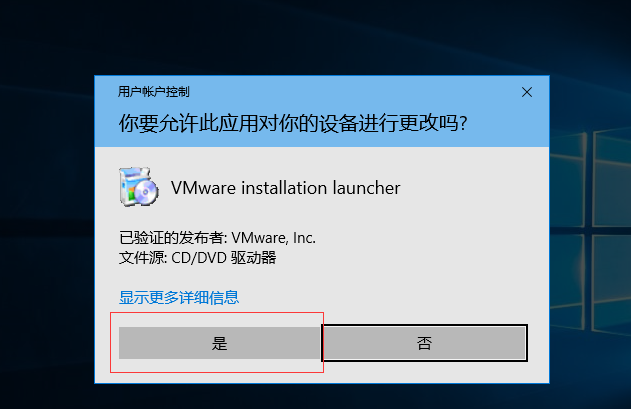 用户帐户控制
你要允许此应用对你的设备进行更改吗?
VMware installation launcher
已验证的发布者: VMware, Inc.
文件源: CD/DVD 驱动器
显示更多详细信息
是
否